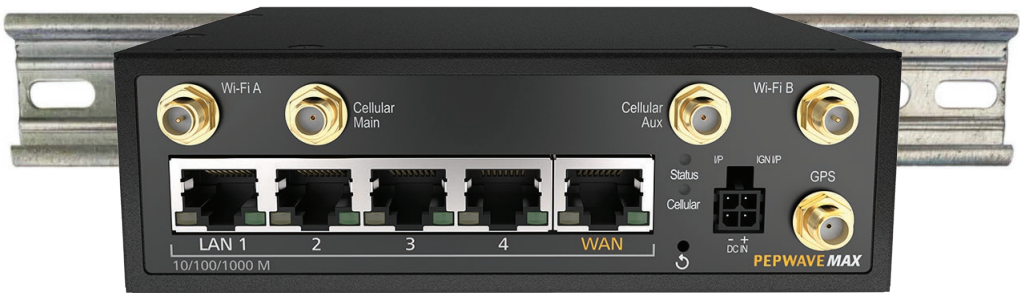 Wi-Fi A
Cellular
Main
Cellular
Aux
Wi-Fi B
Status
Cellular
I/P
IGN I/P
GPS
LAN 1
2
3
4
WAN
- +
DC IN
10/100/1000 M
PEPWAVE MAX